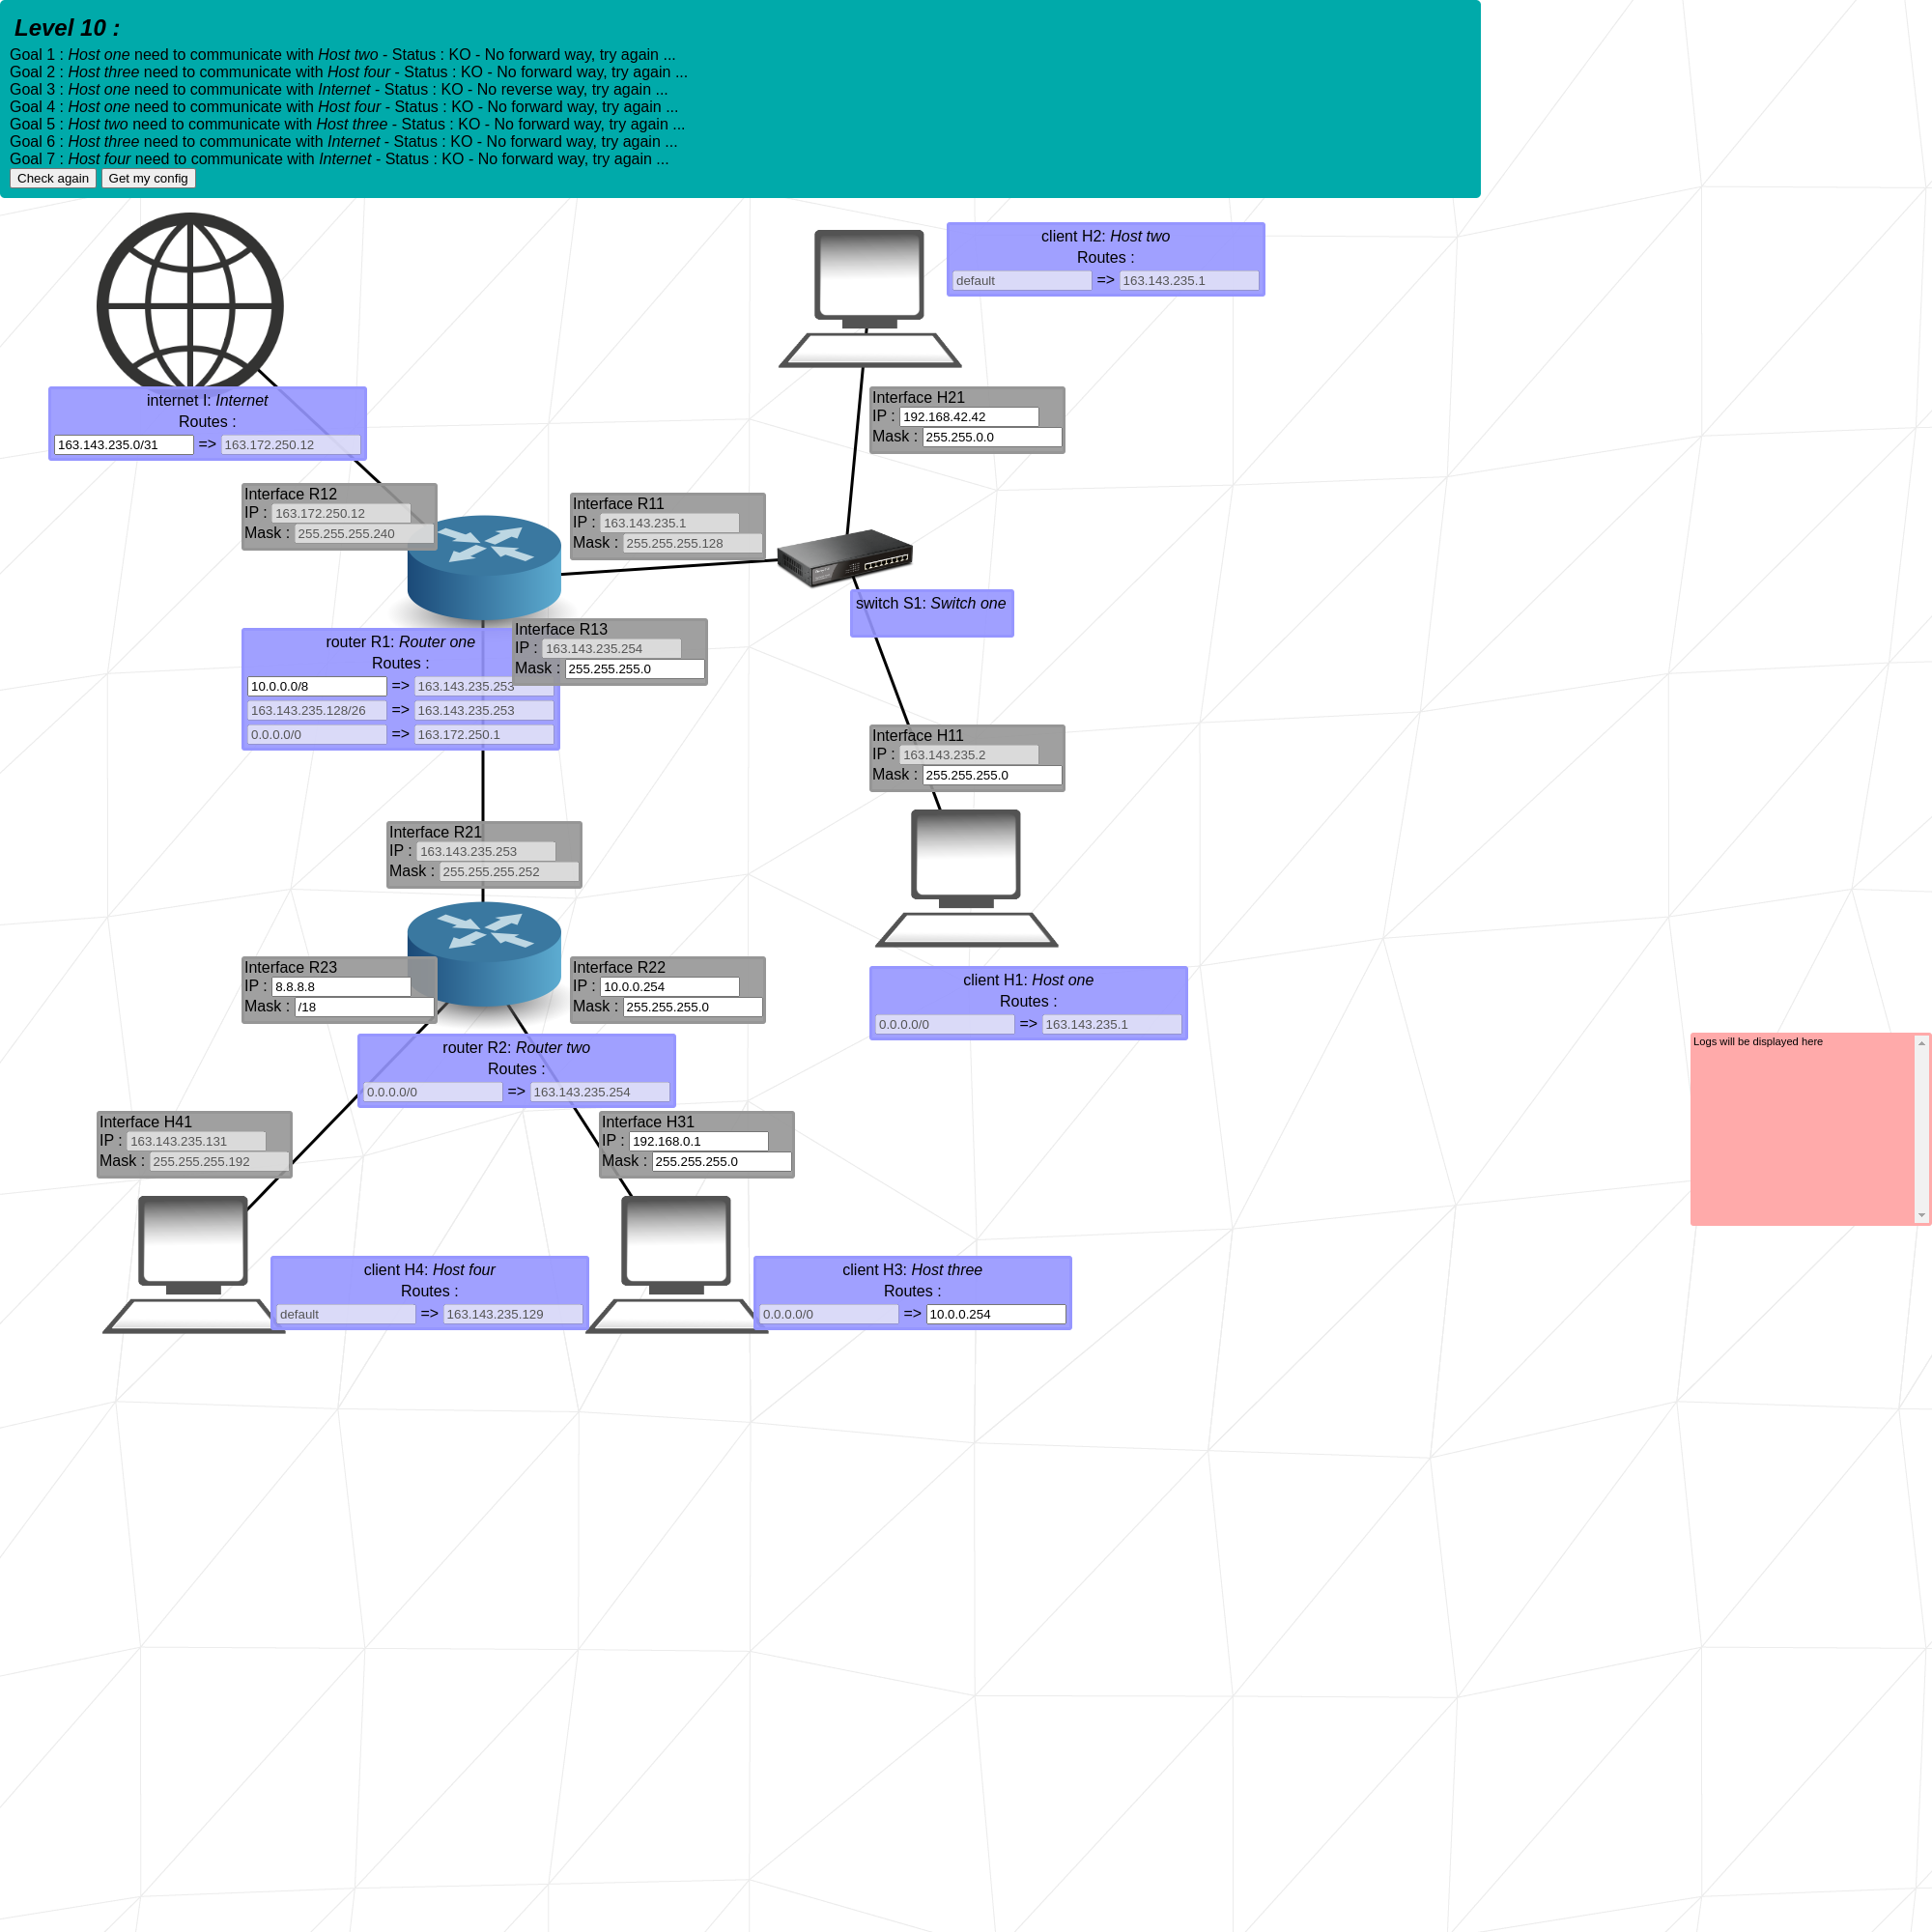 Level 10 :
Goal 1 : Host one need to communicate with Host two - Status : KO - No forward way, try again ...
Goal 2 : Host three need to communicate with Host four - Status : KO - No forward way, try again ...
Goal 3 : Host one need to communicate with Internet - Status : KO - No reverse way, try again ...
Goal 4 : Host one need to communicate with Host four - Status : KO - No forward way, try again ...
Goal 5 : Host two need to communicate with Host three - Status : KO - No forward way, try again ...
Goal 6 : Host three need to communicate with Internet - Status : KO - No forward way, try again ...
Goal 7 : Host four need to communicate with Internet - Status : KO - No forward way, try again ...
Check again Get my config
client H2: Host two
Routes :
default => 163.143.235.1
internet I: Internet
Routes :
163.143.235.0/31 => 163.172.250.12
Interface H21
IP : 192.168.42.42
Mask : 255.255.0.0
Interface R12
IP : 163.172.250.12
Mask : 255.255.255.240
Interface R11
IP : 163.143.235.1
Mask : 255.255.255.128
switch S1: Switch one
Interface R13
IP : 163.143.235.254
Mask : 255.255.255.0
router R1: Router one
Routes :
10.0.0.0/8 => 163.143.235.253
163.143.235.128/26 => 163.143.235.253
0.0.0.0/0 => 163.172.250.1
Interface H11
IP : 163.143.235.2
Mask : 255.255.255.0
Interface R21
IP : 163.143.235.253
Mask : 255.255.255.252
Interface R23
IP : 8.8.8.8
Mask : /18
Interface R22
IP : 10.0.0.254
Mask : 255.255.255.0
client H1: Host one
Routes :
0.0.0.0/0 => 163.143.235.1
router R2: Router two
Routes :
0.0.0.0/0 => 163.143.235.254
Logs will be displayed here
Interface H41
IP : 163.143.235.131
Mask : 255.255.255.192
Interface H31
IP : 192.168.0.1
Mask : 255.255.255.0
client H4: Host four
Routes :
default => 163.143.235.129
client H3: Host three
Routes :
0.0.0.0/0 => 10.0.0.254